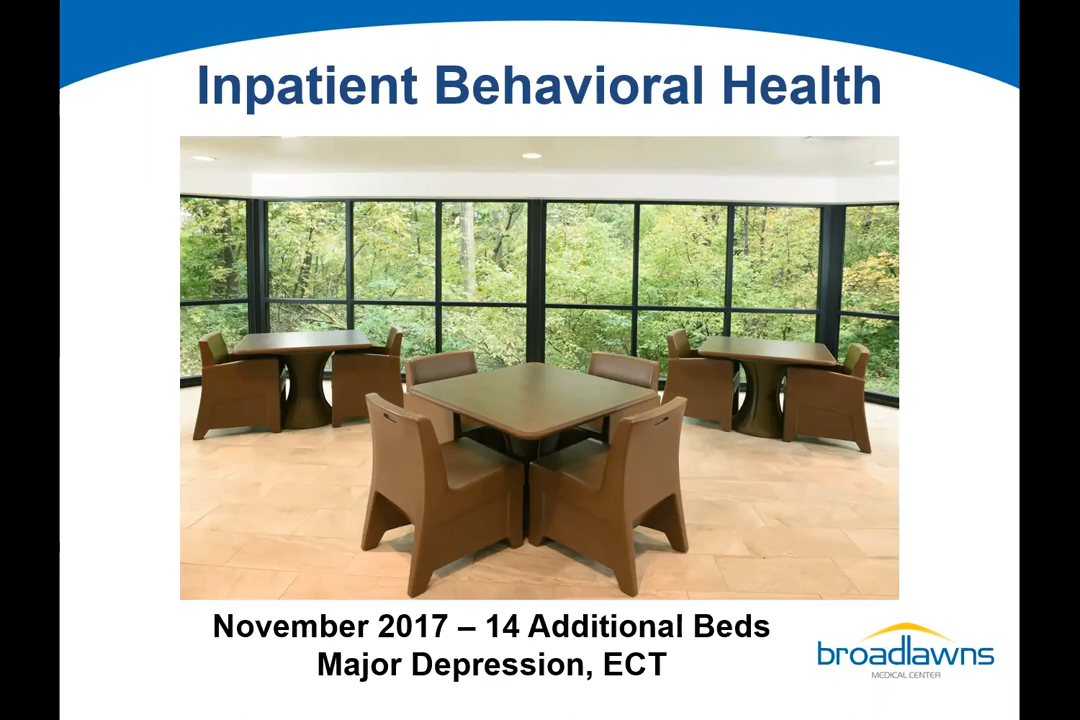 Inpatient Behavioral Health
November 2017 – 14 Additional Beds
Major Depression, ECT
broadlawns
MEDICAL CENTER